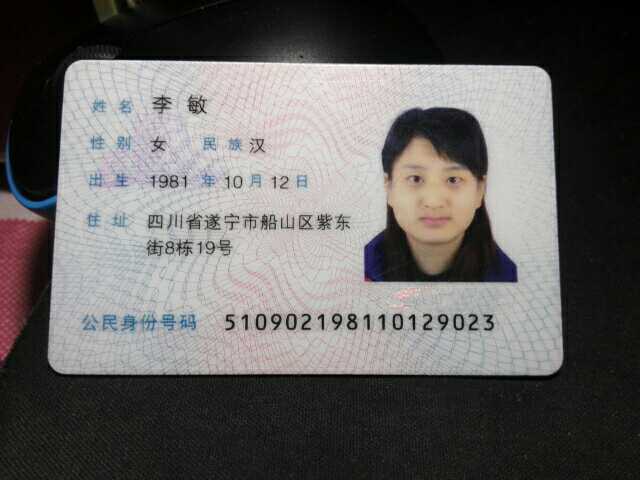 姓名 李敏
性别 女 民族 汉
出生 1981 年 10 月 12 日
住址 四川省遂宁市船山区紫东
街8栋19号
公民身份号码 510902198110129023